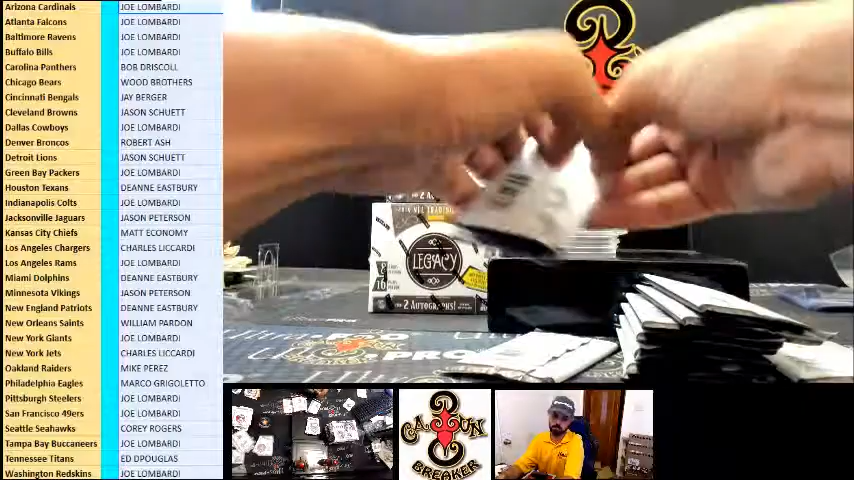 Arizona Cardinals JOE LOMBARDI
Atlanta Falcons JOE LOMBARDI
Baltimore Ravens JOE LOMBARDI
Buffalo Bills JOE LOMBARDI
Carolina Panthers BOB DRISCOLL
Chicago Bears WOOD BROTHERS
Cincinnati Bengals JAY BERGER
Cleveland Browns JASON SCHUETT
Dallas Cowboys JOE LOMBARDI
Denver Broncos ROBERT ASH
Detroit Lions JASON SCHUETT
Green Bay Packers JOE LOMBARDI
Houston Texans DEANNE EASTBURY
Indianapolis Colts JOE LOMBARDI
Jacksonville Jaguars JASON PETERSON
Kansas City Chiefs MATT ECONOMY
Los Angeles Chargers CHARLES LICCARDI
Los Angeles Rams JOE LOMBARDI
Miami Dolphins DEANNE EASTBURY
Minnesota Vikings JASON PETERSON
New England Patriots DEANNE EASTBURY
New Orleans Saints WILLIAM PARDON
New York Giants JOE LOMBARDI
New York Jets CHARLES LICCARDI
Oakland Raiders MIKE PEREZ
Philadelphia Eagles MARCO GRIGOLETTO
Pittsburgh Steelers JOE LOMBARDI
San Francisco 49ers JOE LOMBARDI
Seattle Seahawks COREY ROGERS
Tampa Bay Buccaneers JOE LOMBARDI
Tennessee Titans ED DPOUGLAS
Washington Redskins JOE LOMBARDI
LEGACY
8
16
2 AUTOGRAPHS!
PRO
CAJUN
BREAKER